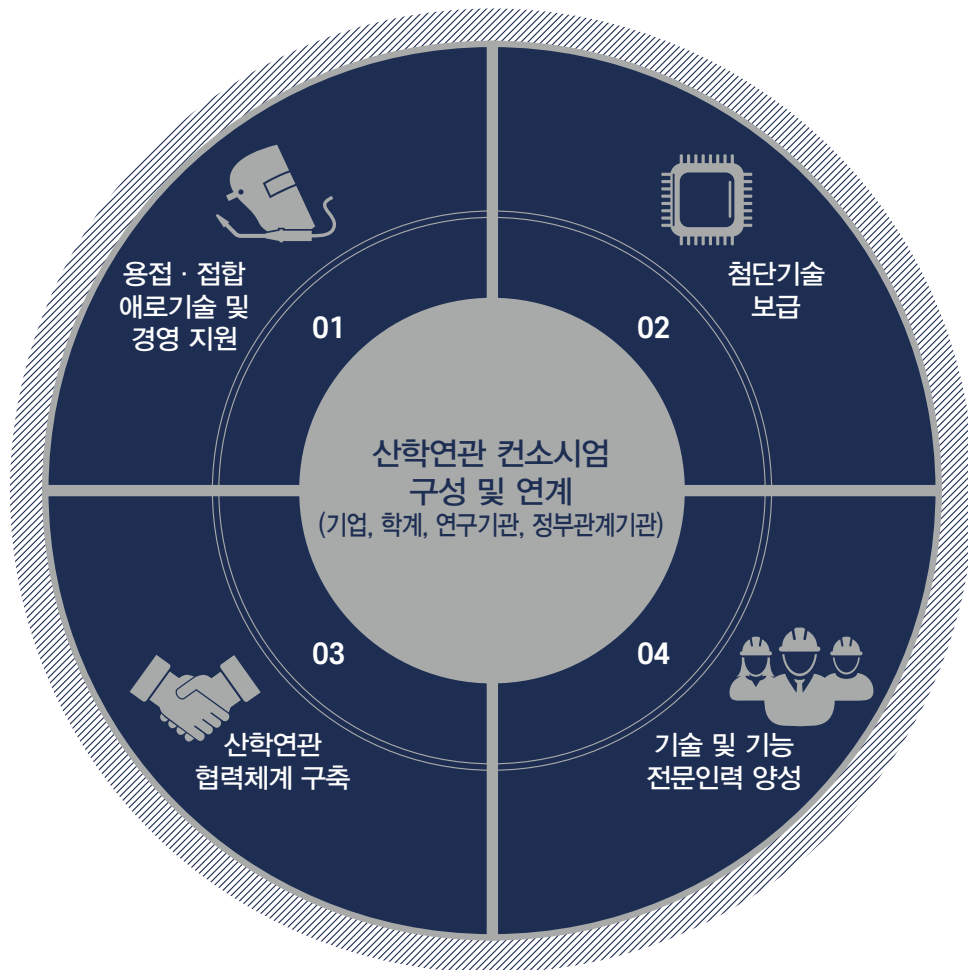 용접 · 접합
애로기술 및
경영 지원
01
첨단기술
보급
02
산학연관 컨소시엄
구성 및 연계
(기업, 학계, 연구기관, 정부관계기관)
03
산학연관
협력체계 구축
04
기술 및 기능
전문인력 양성